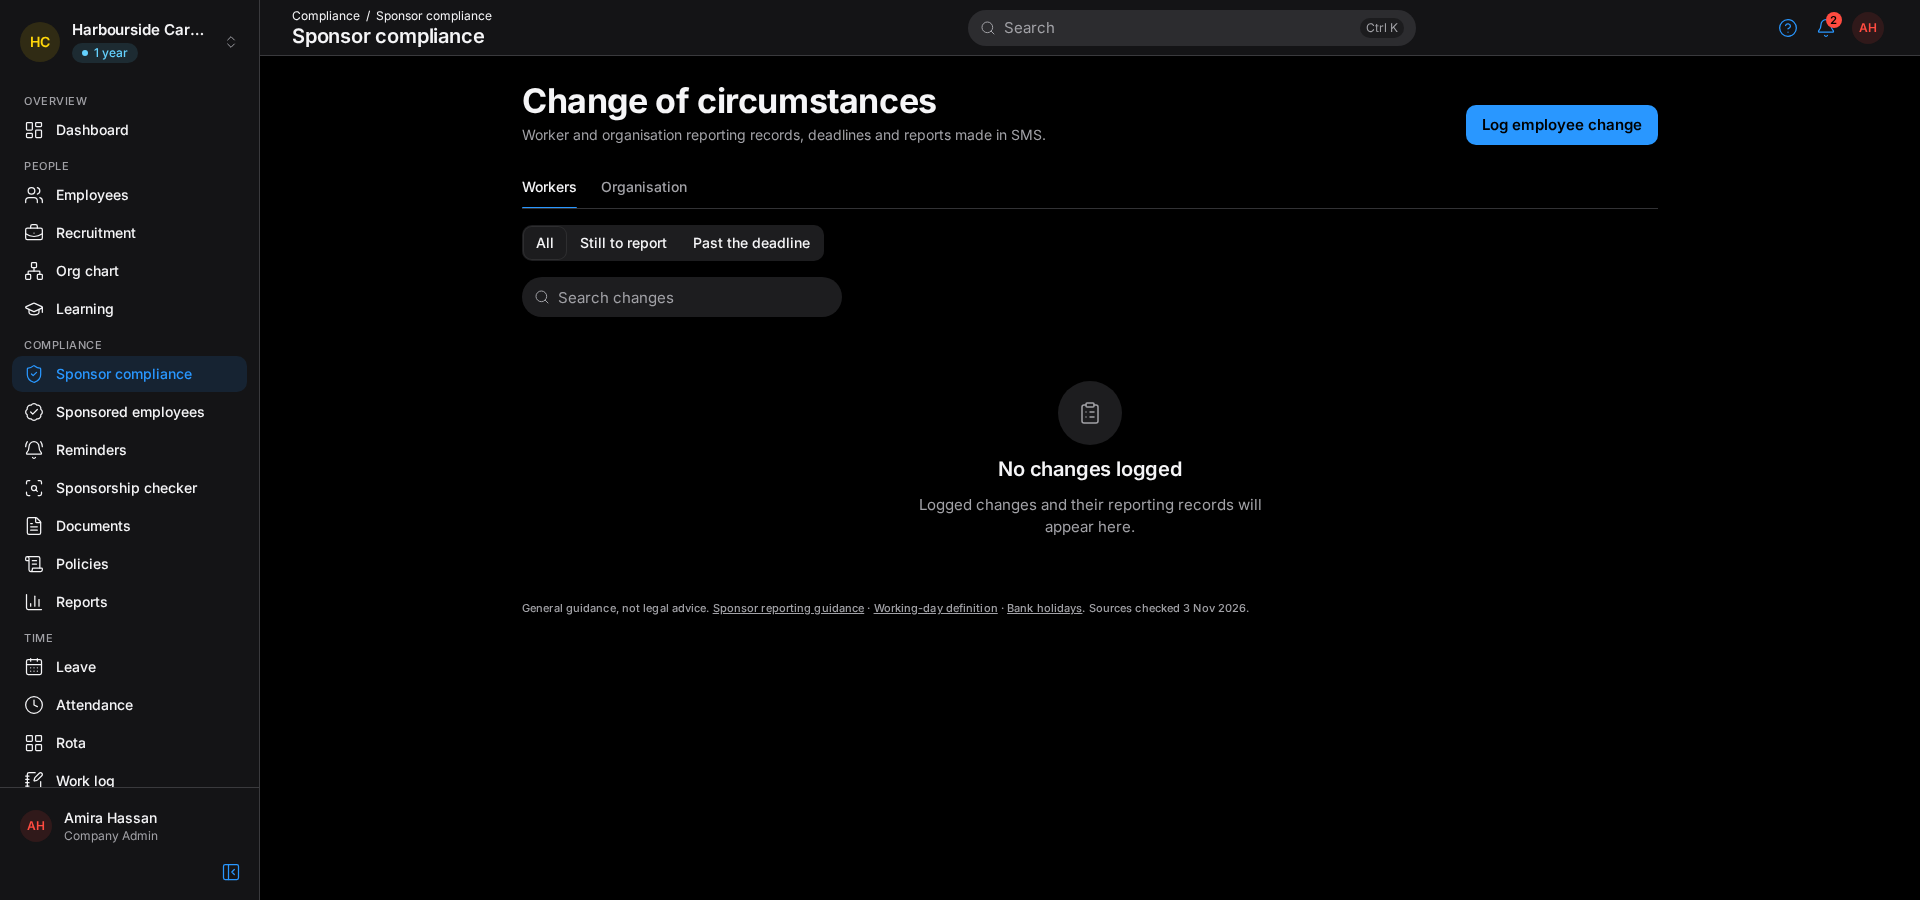 HC
Harbourside Car...
1 year
OVERVIEW
Dashboard
PEOPLE
Employees
Recruitment
Org chart
Learning
COMPLIANCE
Sponsor compliance
Sponsored employees
Reminders
Sponsorship checker
Documents
Policies
Reports
TIME
Leave
Attendance
Rota
Work log
AH
Amira Hassan
Company Admin
Compliance / Sponsor compliance
Sponsor compliance
Search
Ctrl K
2
AH
Change of circumstances
Worker and organisation reporting records, deadlines and reports made in SMS.
Log employee change
Workers
Organisation
All
Still to report
Past the deadline
Search changes
No changes logged
Logged changes and their reporting records will
appear here.
General guidance, not legal advice. Sponsor reporting guidance · Working-day definition · Bank holidays. Sources checked 3 Nov 2026.